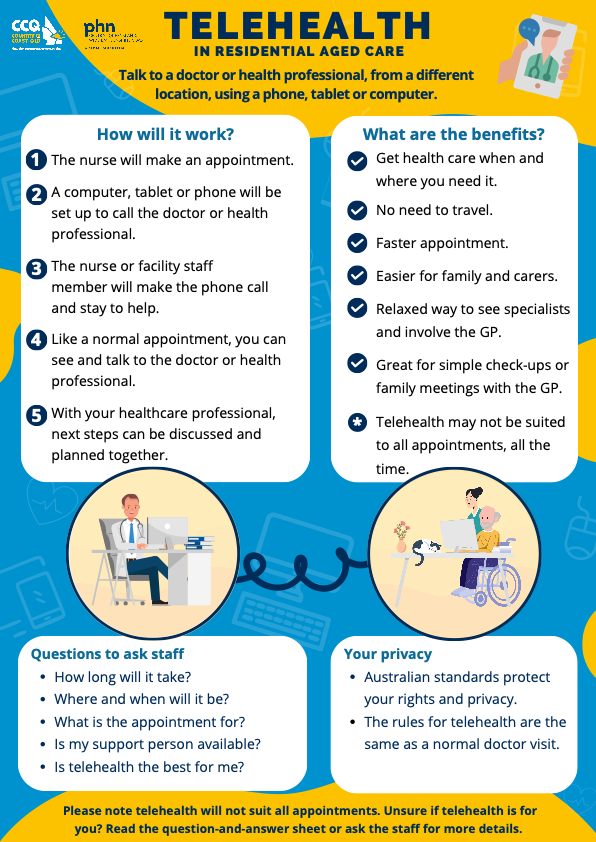 CCQ
phn
TELEHEALTH
IN RESIDENTIAL AGED CARE
Talk to a doctor or health professional, from a different
location, using a phone, tablet or computer.
How will it work?
1 The nurse will make an appointment.
2 A computer, tablet or phone will be
set up to call the doctor or health
professional.
3 The nurse or facility staff
member will make the phone call
and stay to help.
4 Like a normal appointment, you can
see and talk to the doctor or health
professional.
5 With your healthcare professional,
next steps can be discussed and
planned together.
What are the benefits?
Get health care when and
where you need it.
No need to travel.
Faster appointment.
Easier for family and carers.
Relaxed way to see specialists
and involve the GP.
Great for simple check-ups or
family meetings with the GP.
* Telehealth may not be suited
to all appointments, all the
time.
Questions to ask staff
• How long will it take?
• Where and when will it be?
• What is the appointment for?
• Is my support person available?
• Is telehealth the best for me?
Your privacy
• Australian standards protect
your rights and privacy.
• The rules for telehealth are the
same as a normal doctor visit.
Please note telehealth will not suit all appointments. Unsure if telehealth is for
you? Read the question-and-answer sheet or ask the staff for more details.